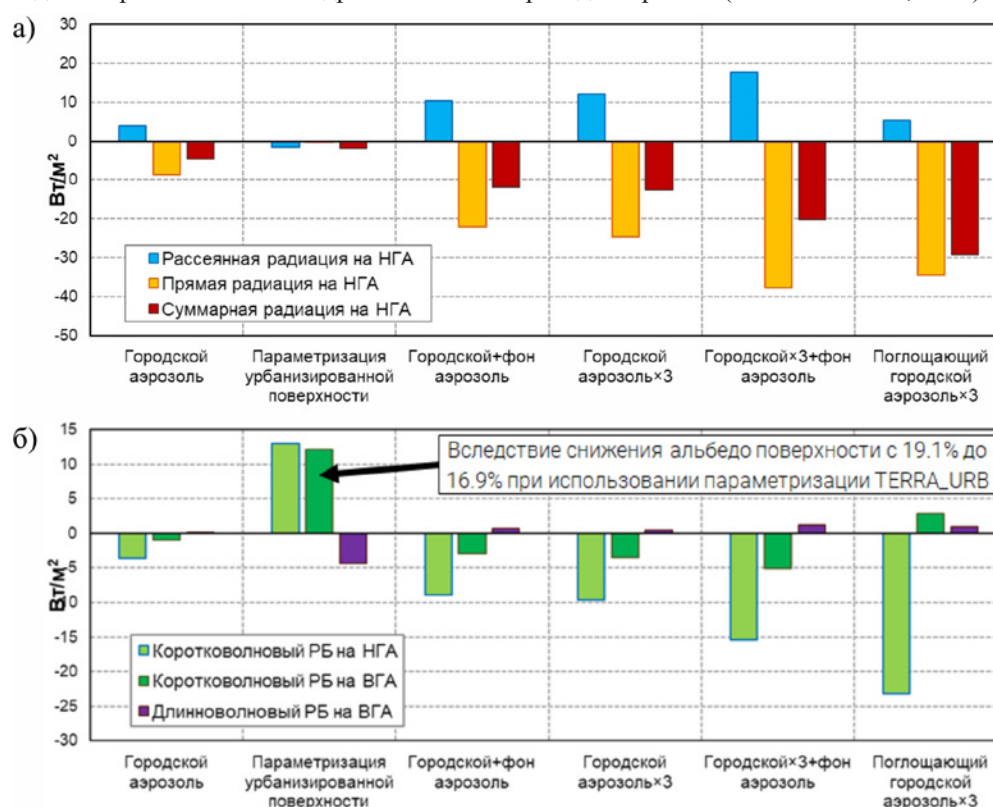 а)
30
20
10
0
-10
-20
-30
-40
-50
Вт/м²
Рассеянная радиация на НГА
Прямая радиация на НГА
Суммарная радиация на НГА
Городской
аэрозоль
Параметризация
урбанизированной
поверхности
Городской+фон
аэрозоль
Городской
аэрозоль×3
Городской×3+фон
аэрозоль
Поглощающий
городской
аэрозоль×3
б)
15
10
5
0
-5
-10
-15
-20
-25
-30
Вт/м²
Вследствие снижения альбедо поверхности с 19.1% до
16.9% при использовании параметризации TERRA_URB
Коротковолновый РБ на НГА
Коротковолновый РБ на ВГА
Длинноволновый РБ на ВГА
Городской
аэрозоль
Параметризация
урбанизированной
поверхности
Городской+фон
аэрозоль
Городской
аэрозоль×3
Городской×3+фон
аэрозоль
Поглощающий
городской
аэрозоль×3